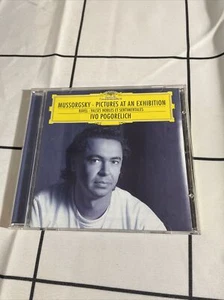 MUSSORGSKY · PICTURES AT AN EXHIBITION
RAVEL · VALSES NOBLES ET SENTIMENTALES
IVO POGORELICH